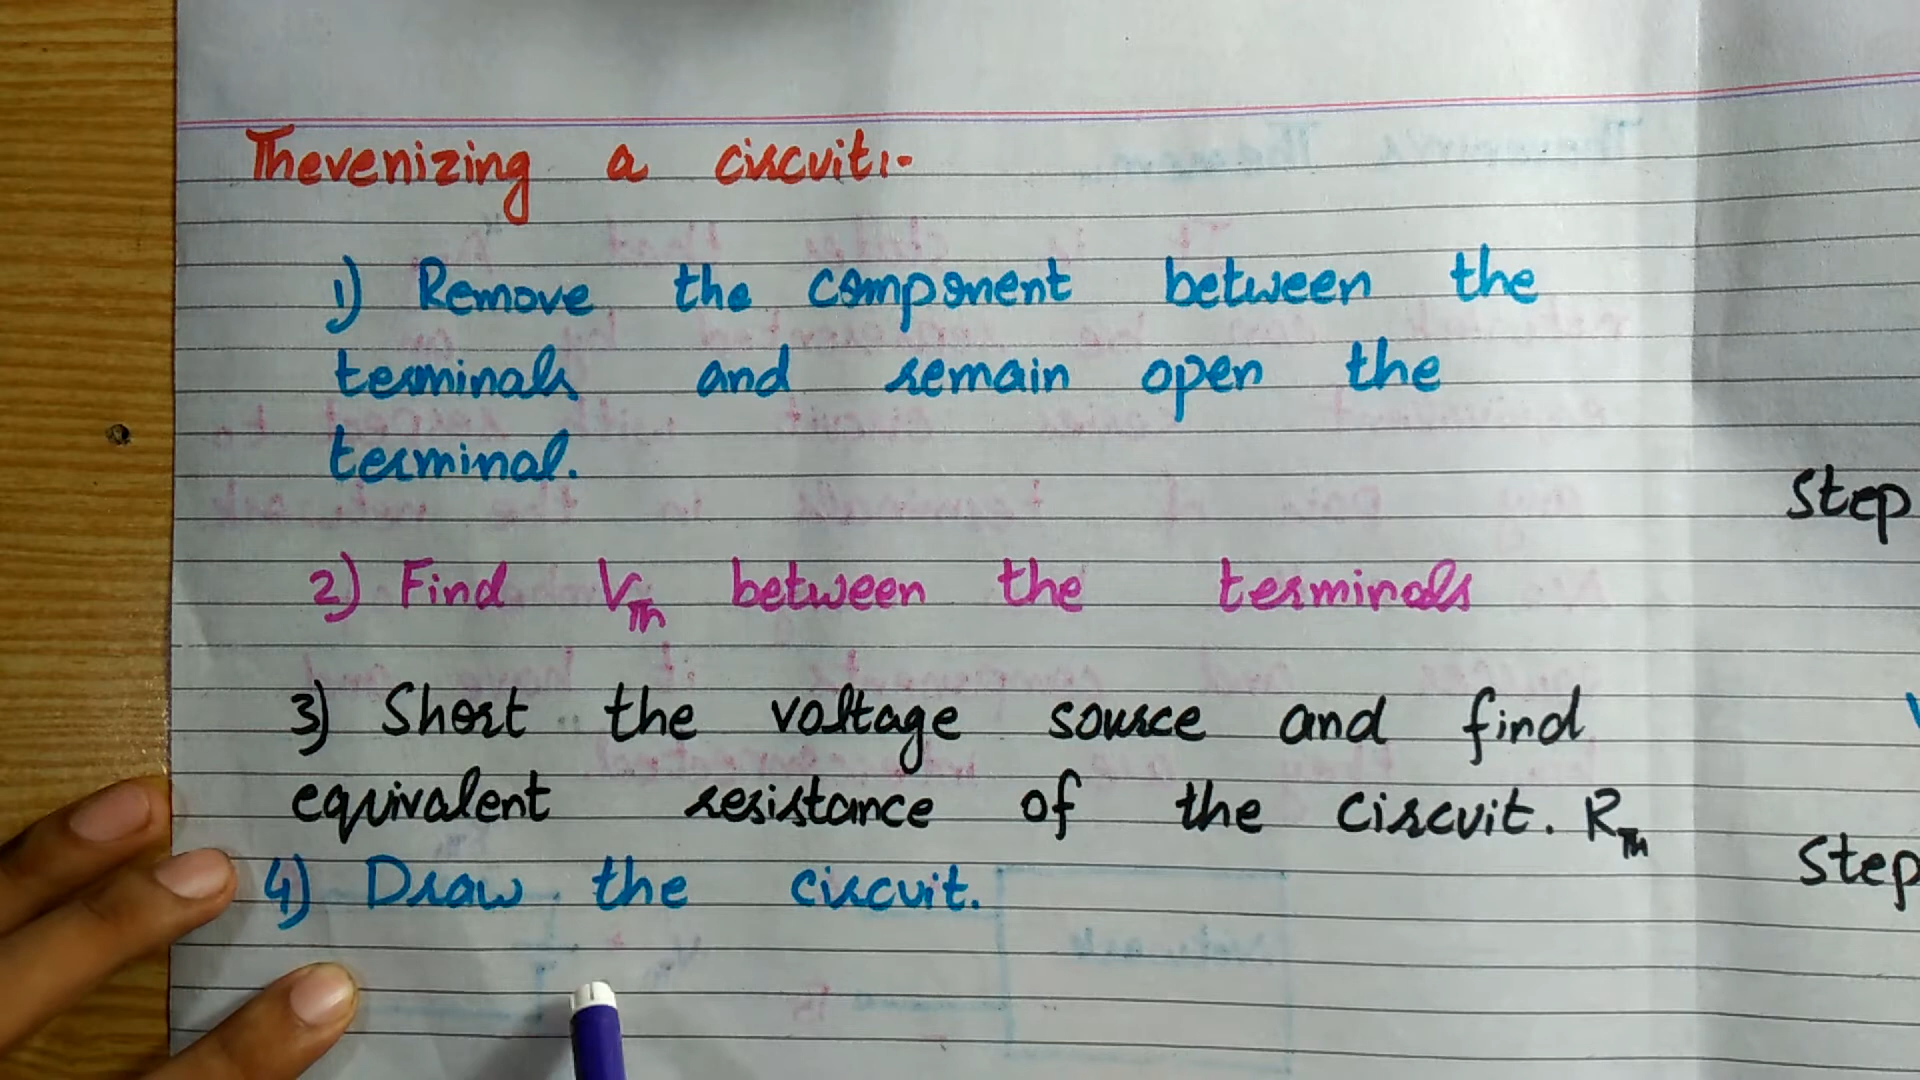 Thevenizing a circuit:-
1) Remove the component between the
terminals and remain open the
terminal.
Step
2) Find VTh between the terminals
3) Short the voltage source and find
equivalent resistance of the circuit. RTh
Step
4) Draw the circuit.